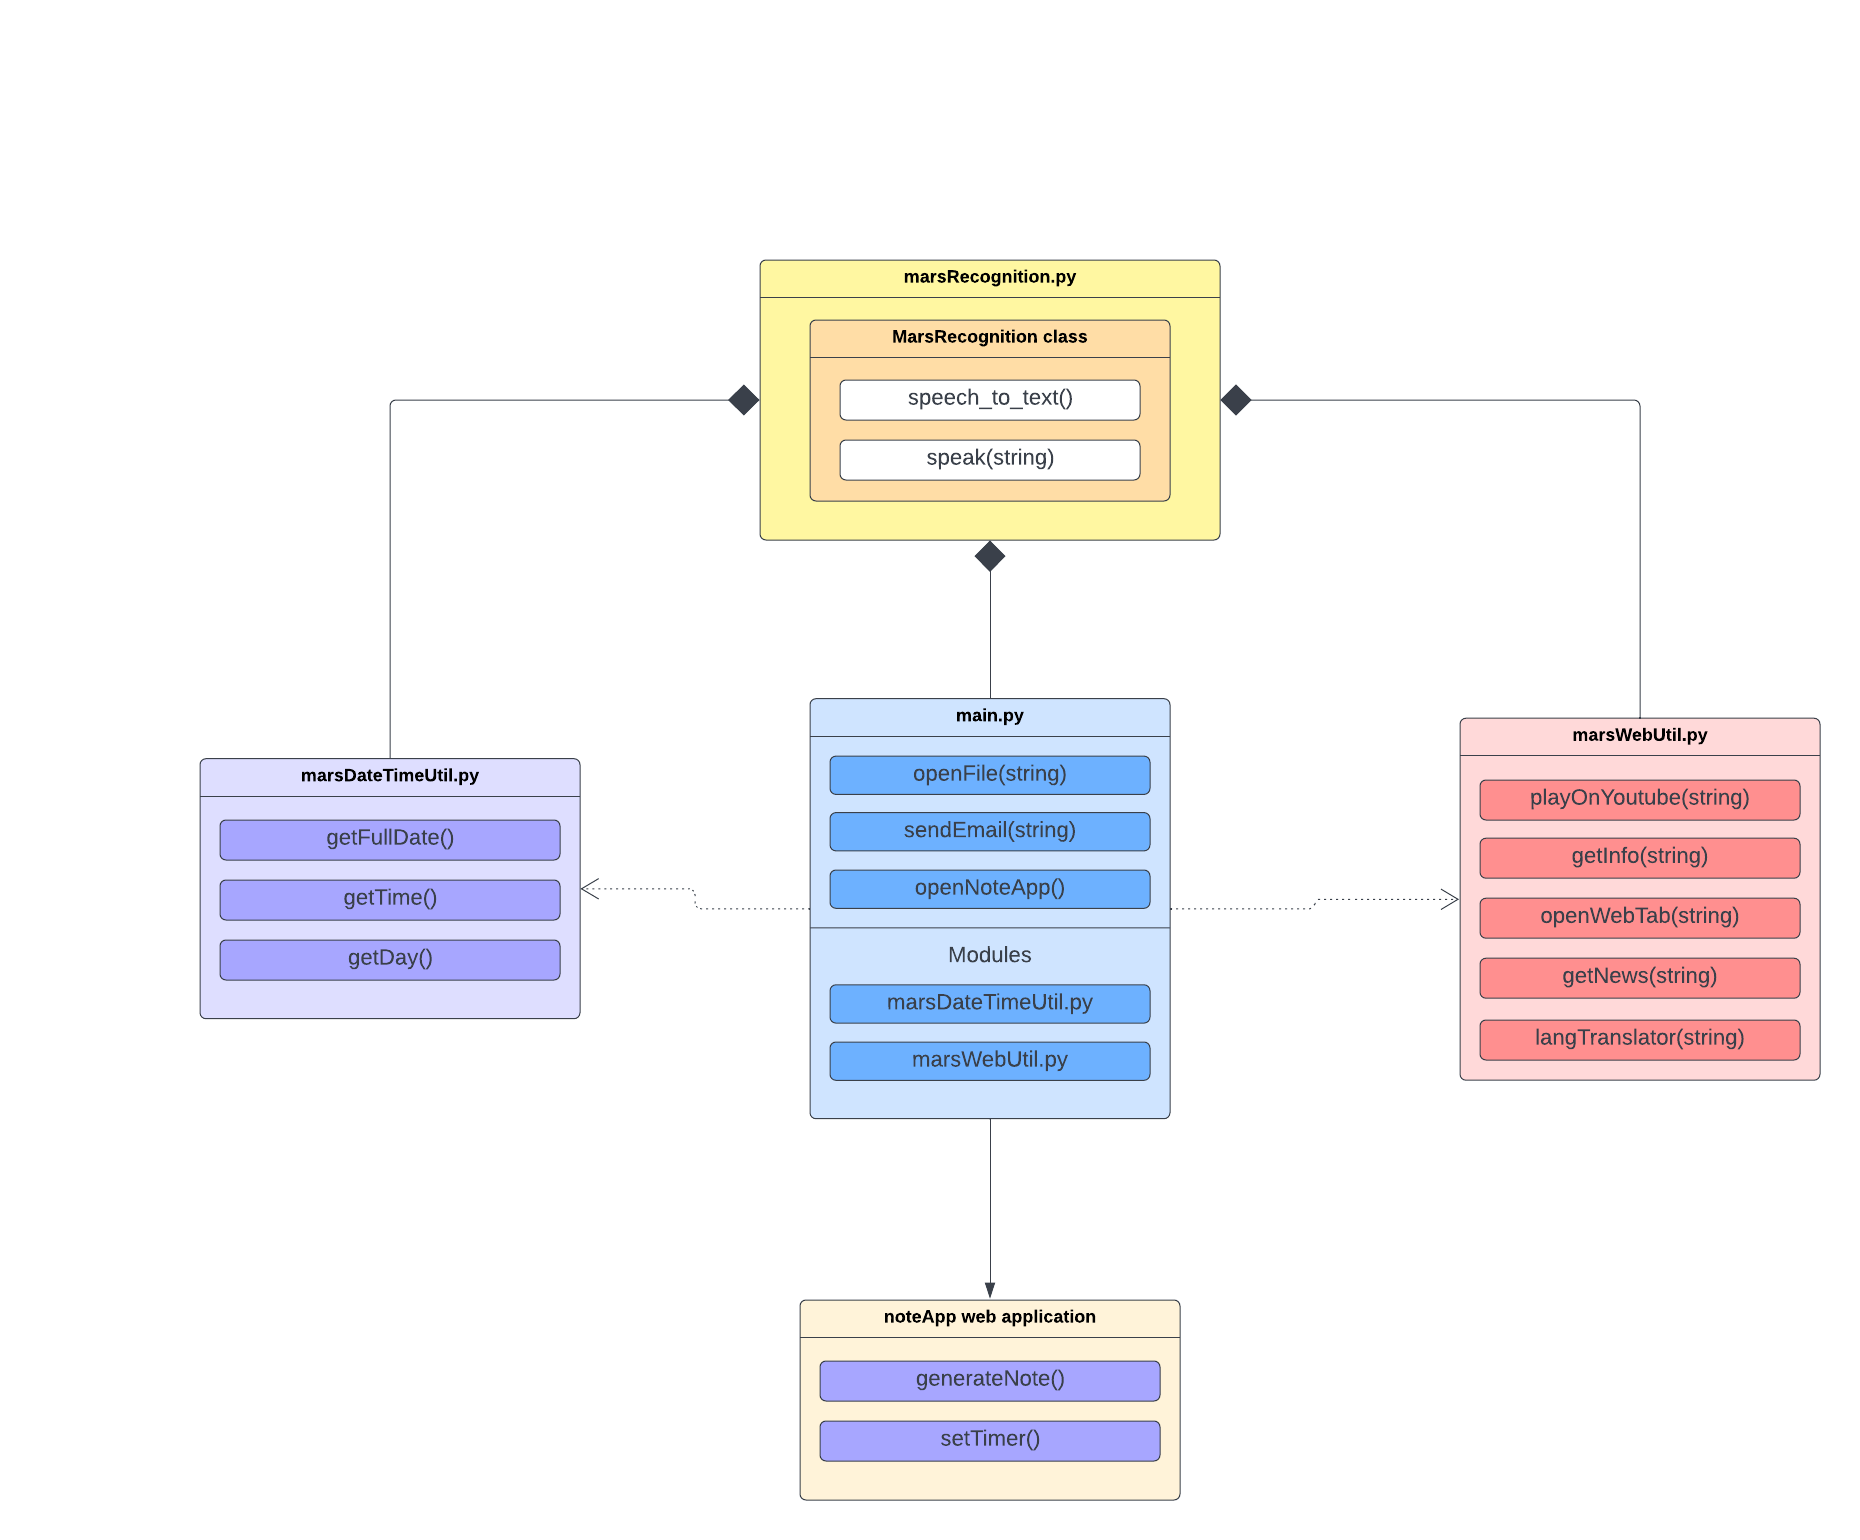 marsRecognition.py
MarsRecognition class
speech_to_text()
speak(string)
marsDateTimeUtil.py
getFullDate()
getTime()
getDay()
main.py
openFile(string)
sendEmail(string)
openNoteApp()
Modules
marsDateTimeUtil.py
marsWebUtil.py
marsWebUtil.py
playOnYoutube(string)
getInfo(string)
openWebTab(string)
getNews(string)
langTranslator(string)
noteApp web application
generateNote()
setTimer()